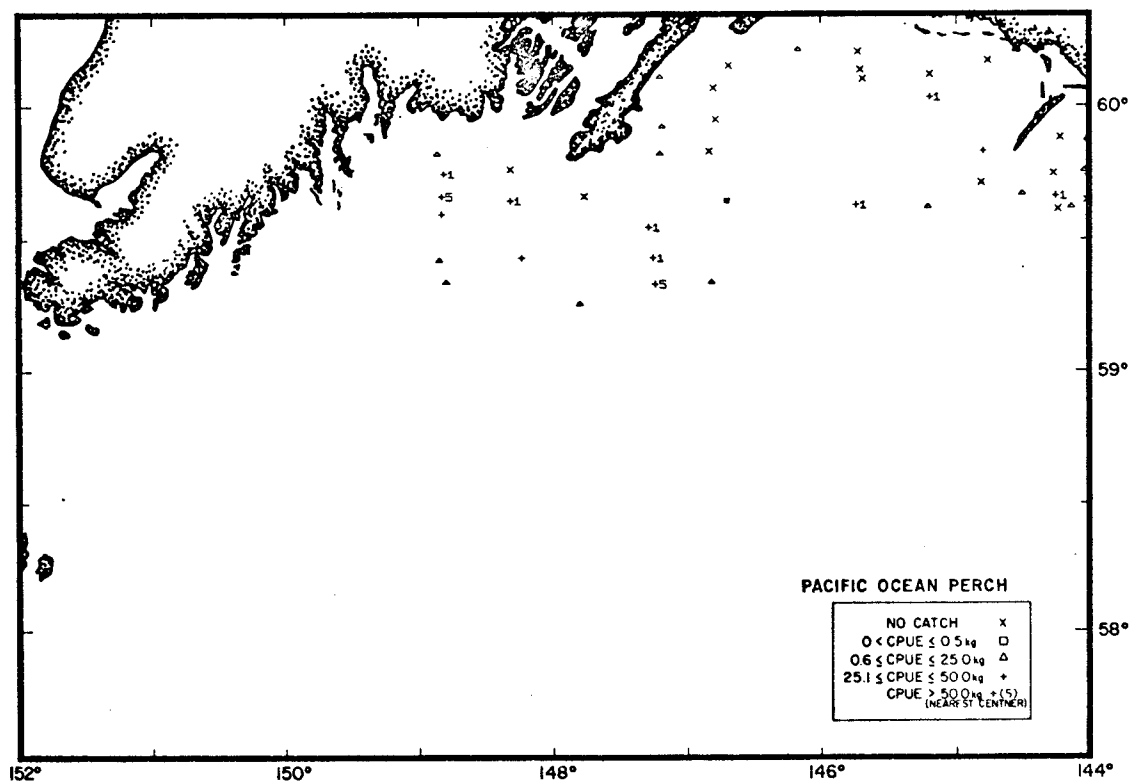 +1
60°
+1
+1
+5
+1
+1
+1
+1
+1
+5
59°
PACIFIC OCEAN PERCH
NO CATCH x
0 < CPUE ≤ 0.5 kg □
0.6 ≤ CPUE ≤ 25.0 kg △
25.1 ≤ CPUE ≤ 50.0 kg +
CPUE > 50.0 kg +(5)
(NEAREST CENTNER)
58°
152° 150° 148° 146° 144°